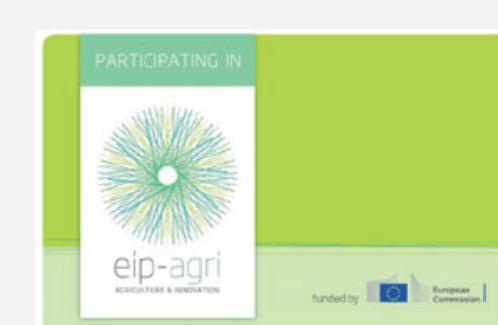 PARTICIPATING IN
eip-agri
AGRICULTURE & INNOVATION
funded by
European
Commission